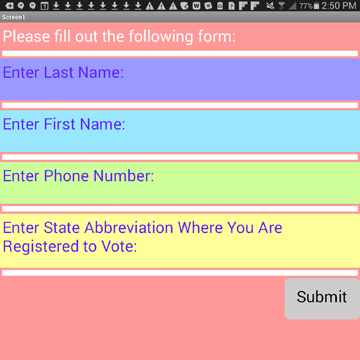 77% 2:50 PM
Screen1
Please fill out the following form:
Enter Last Name:
Enter First Name:
Enter Phone Number:
Enter State Abbreviation Where You Are
Registered to Vote:
Submit